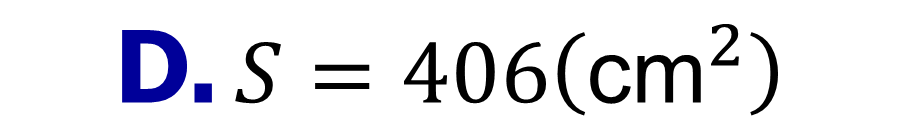 D. S = 406(cm²)